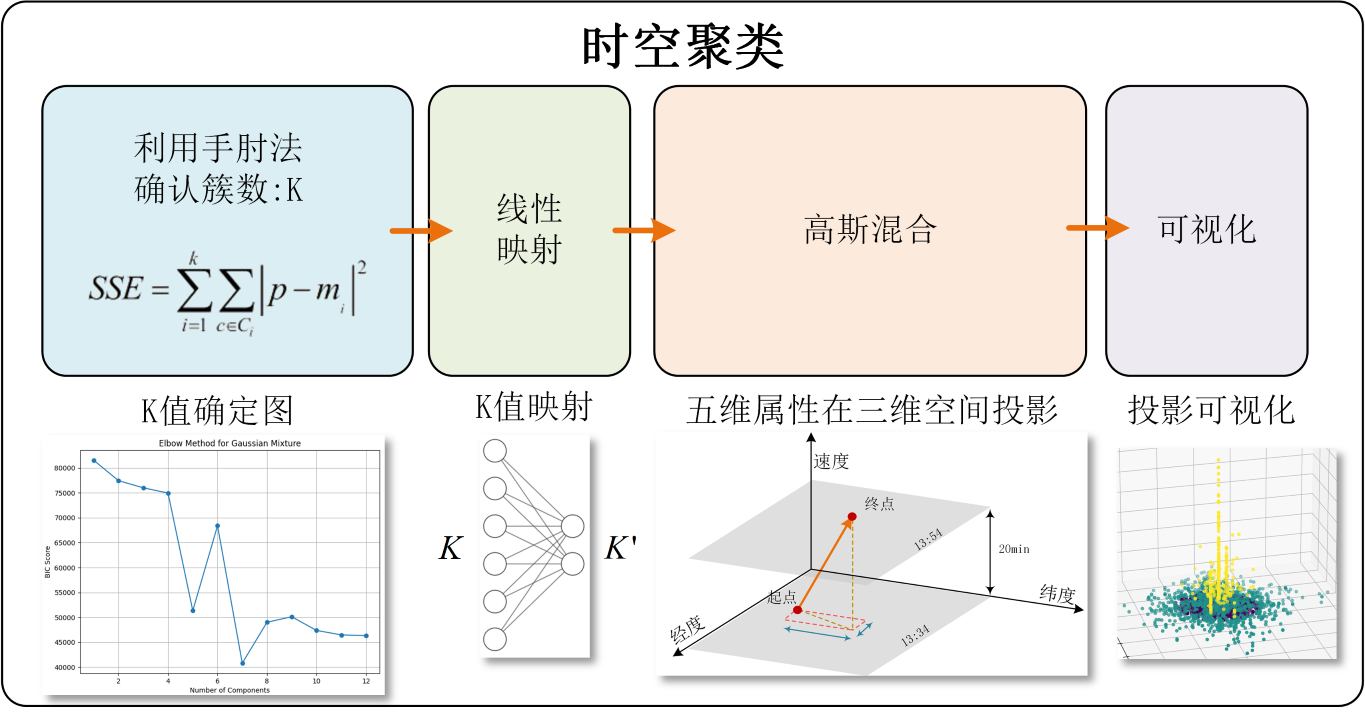 时空聚类
利用手肘法
确认簇数:K
SSE = \sum_{i=1}^{k} \sum_{c∈C_i} |p - m_i|^2
线性
映射
高斯混合
可视化
K值确定图
K值映射
五维属性在三维空间投影
投影可视化
Elbow Method for Gaussian Mixture
BIC Score
80000
75000
70000
65000
60000
55000
50000
45000
40000
2 4 6 8 10 12
Number of Components
K
K'
速度
终点
13:54
20min
起点
纬度
经度
13:34